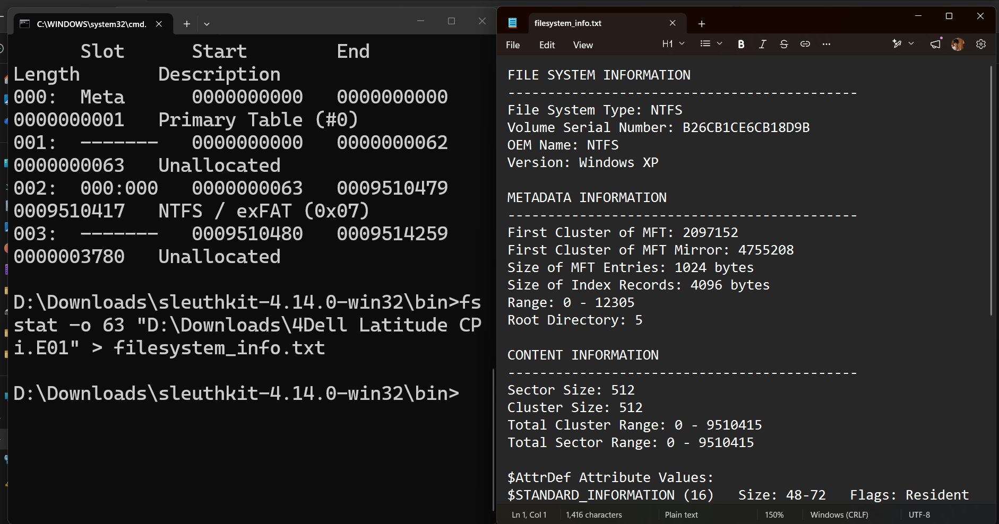 C:\WINDOWS\system32\cmd.
Slot Start End
Length Description
000: Meta 0000000000 0000000000
0000000001 Primary Table (#0)
001: ------- 0000000000 0000000062
0000000063 Unallocated
002: 000:000 0000000063 0009510479
0009510417 NTFS / exFAT (0x07)
003: ------- 0009510480 0009514259
0000003780 Unallocated
D:\Downloads\sleuthkit-4.14.0-win32\bin>fs
stat -o 63 "D:\Downloads\4Dell Latitude CP
i.E01" > filesystem_info.txt
D:\Downloads\sleuthkit-4.14.0-win32\bin>
filesystem_info.txt
File Edit View H1 B I S
FILE SYSTEM INFORMATION
--------------------------------------------
File System Type: NTFS
Volume Serial Number: B26CB1CE6CB18D9B
OEM Name: NTFS
Version: Windows XP
METADATA INFORMATION
--------------------------------------------
First Cluster of MFT: 2097152
First Cluster of MFT Mirror: 4755208
Size of MFT Entries: 1024 bytes
Size of Index Records: 4096 bytes
Range: 0 - 12305
Root Directory: 5
CONTENT INFORMATION
--------------------------------------------
Sector Size: 512
Cluster Size: 512
Total Cluster Range: 0 - 9510415
Total Sector Range: 0 - 9510415
$AttrDef Attribute Values:
$STANDARD_INFORMATION (16) Size: 48-72 Flags: Resident
Ln 1, Col 1 1,416 characters Plain text 150% Windows (CRLF) UTF-8